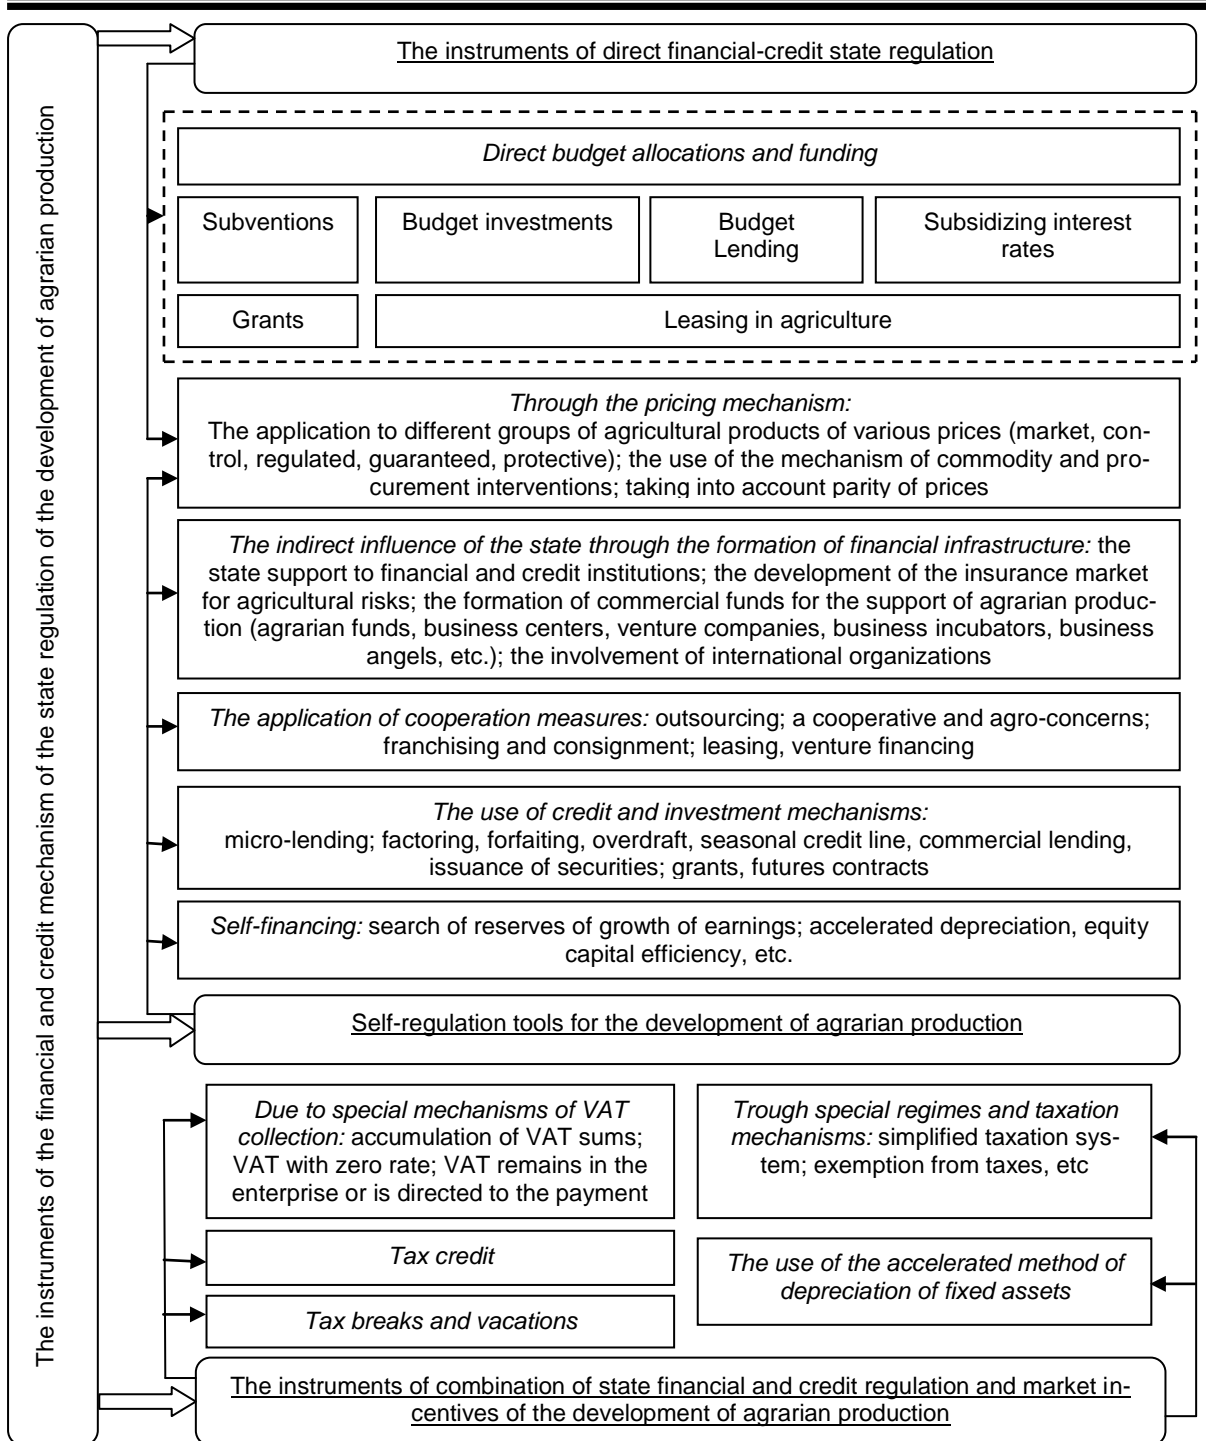 The instruments of the financial and credit mechanism of the state regulation of the development of the development of agrarian production
The instruments of direct financial-credit state regulation
Direct budget allocations and funding
Subventions
Budget investments
Budget
Lending
Subsidizing interest
rates
Grants
Leasing in agriculture
Through the pricing mechanism:
The application to different groups of agricultural products of various prices (market, con-
trol, regulated, guaranteed, protective); the use of the mechanism of commodity and pro-
curement interventions; taking into account parity of prices
The indirect influence of the state through the formation of financial infrastructure: the
state support to financial and credit institutions; the development of the insurance market
for agricultural risks; the formation of commercial funds for the support of agrarian produc-
tion (agrarian funds, business centers, venture companies, business incubators, business
angels, etc.); the involvement of international organizations
The application of cooperation measures: outsourcing; a cooperative and agro-concerns;
franchising and consignment; leasing, venture financing
The use of credit and investment mechanisms:
micro-lending; factoring, forfaiting, overdraft, seasonal credit line, commercial lending,
issuance of securities; grants, futures contracts
Self-financing: search of reserves of growth of earnings; accelerated depreciation, equity
capital efficiency, etc.
Self-regulation tools for the development of agrarian production
Due to special mechanisms of VAT
collection: accumulation of VAT sums;
VAT with zero rate; VAT remains in the
enterprise or is directed to the payment
Trough special regimes and taxation
mechanisms: simplified taxation sys-
tem; exemption from taxes, etc
Tax credit
The use of the accelerated method of
depreciation of fixed assets
Tax breaks and vacations
The instruments of combination of state financial and credit regulation and market in-
centives of the development of agrarian production